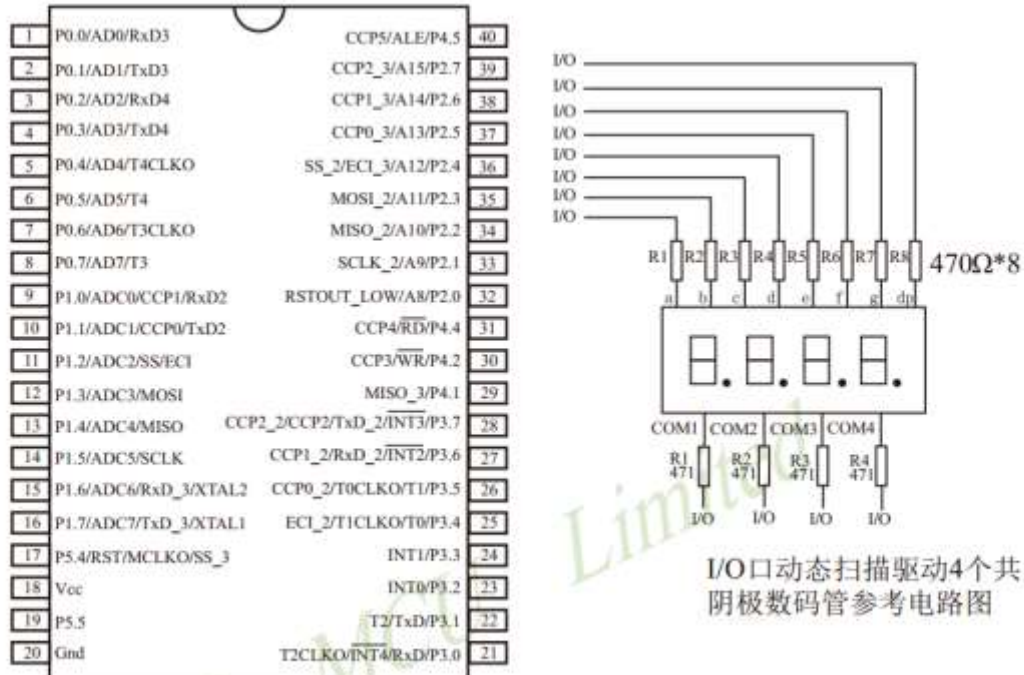 1 P0.0/AD0/RxD3
2 P0.1/AD1/TxD3
3 P0.2/AD2/RxD4
4 P0.3/AD3/TxD4
5 P0.4/AD4/T4CLKO
6 P0.5/AD5/T4
7 P0.6/AD6/T3CLKO
8 P0.7/AD7/T3
9 P1.0/ADC0/CCP1/RxD2
10 P1.1/ADC1/CCP0/TxD2
11 P1.2/ADC2/SS/ECI
12 P1.3/ADC3/MOSI
13 P1.4/ADC4/MISO
14 P1.5/ADC5/SCLK
15 P1.6/ADC6/RxD_3/XTAL2
16 P1.7/ADC7/TxD_3/XTAL1
17 P5.4/RST/MCLKO/SS_3
18 Vcc
19 P5.5
20 Gnd
CCP5/ALE/P4.5 40
CCP2_3/A15/P2.7 39
CCP1_3/A14/P2.6 38
CCP0_3/A13/P2.5 37
SS_2/ECI_3/A12/P2.4 36
MOSI_2/A11/P2.3 35
MISO_2/A10/P2.2 34
SCLK_2/A9/P2.1 33
RSTOUT_LOW/A8/P2.0 32
CCP4/RD/P4.4 31
CCP3/WR/P4.2 30
MISO_3/P4.1 29
CCP2_2/CCP2/TxD_2/INT3/P3.7 28
CCP1_2/RxD_2/INT2/P3.6 27
CCP0_2/T0CLKO/T1/P3.5 26
ECI_2/T1CLKO/T0/P3.4 25
INT1/P3.3 24
INT0/P3.2 23
T2/TxD/P3.1 22
T2CLKO/INT4/RxD/P3.0 21
I/O
I/O
I/O
I/O
I/O
I/O
I/O
I/O
R1 R2 R3 R4 R5 R6 R7 R8 470Ω*8
a b c d e f g dp
COM1 COM2 COM3 COM4
R1 R2 R3 R4
471 471 471 471
I/O I/O I/O I/O
I/O口动态扫描驱动4个共
阴极数码管参考电路图
MCU Limited